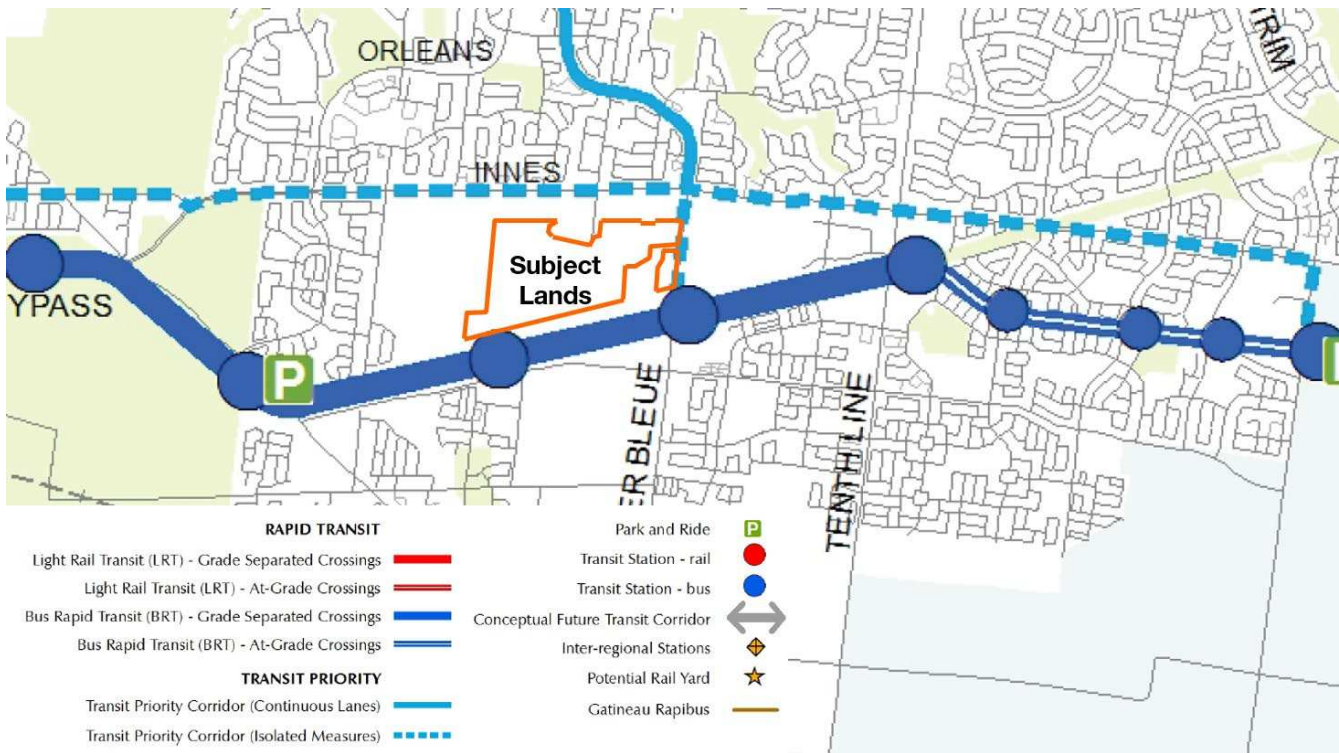 ORLEANS
TRIM
INNES
Subject
Lands
YPASS
P
ER BLEUE
TENTH LINE
RAPID TRANSIT
Light Rail Transit (LRT) - Grade Separated Crossings
Light Rail Transit (LRT) - At-Grade Crossings
Bus Rapid Transit (BRT) - Grade Separated Crossings
Bus Rapid Transit (BRT) - At-Grade Crossings
TRANSIT PRIORITY
Transit Priority Corridor (Continuous Lanes)
Transit Priority Corridor (Isolated Measures)
Park and Ride P
Transit Station - rail
Transit Station - bus
Conceptual Future Transit Corridor
Inter-regional Stations
Potential Rail Yard
Gatineau Rapibus